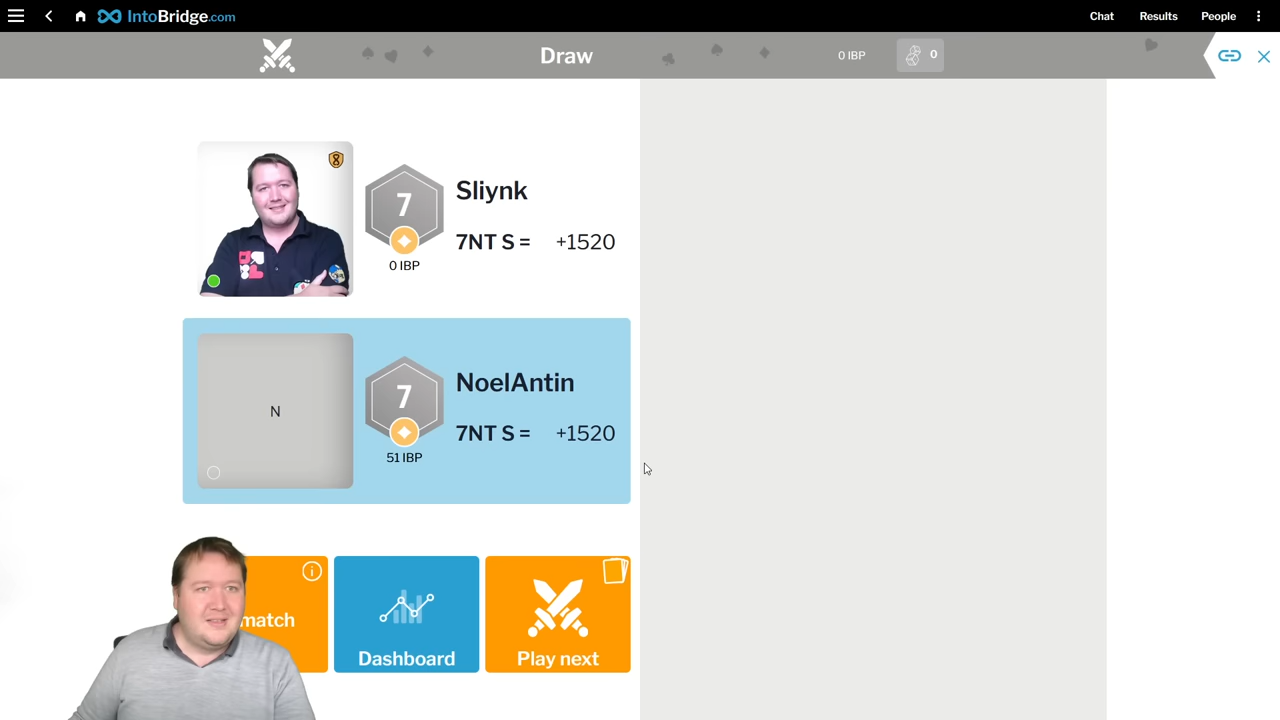 IntoBridge.com
Chat
Results
People
Draw
0 IBP
0
7
0 IBP
Sliynk
7NT S = +1520
N
7
51 IBP
NoelAntin
7NT S = +1520
match
Dashboard
Play next